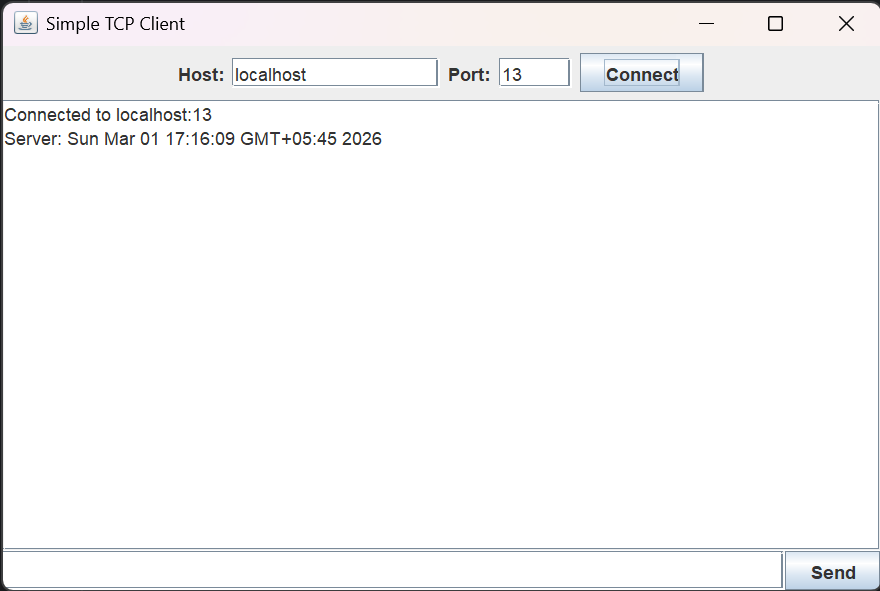 Simple TCP Client
Host: localhost Port: 13 Connect
Connected to localhost:13
Server: Sun Mar 01 17:16:09 GMT+05:45 2026
Send